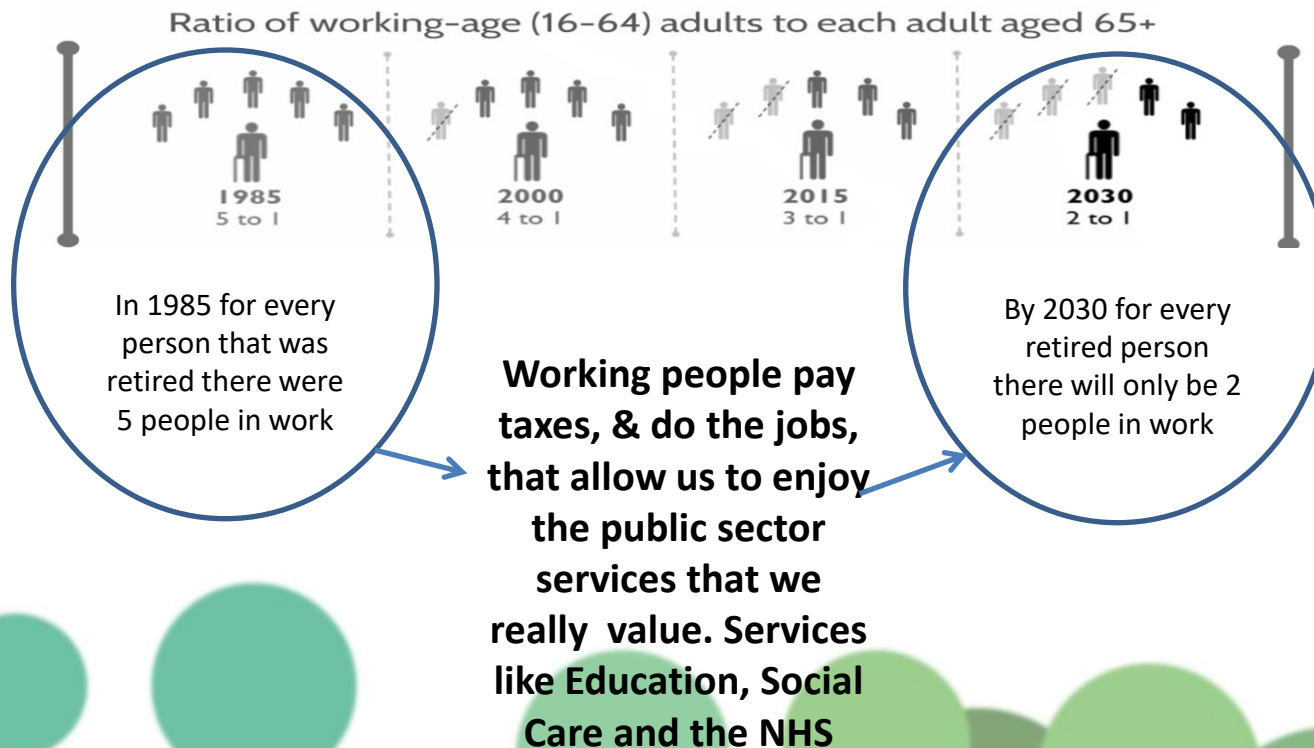 Ratio of working-age (16-64) adults to each adult aged 65+
1985
5 to 1
2000
4 to 1
2015
3 to 1
2030
2 to 1
In 1985 for every
person that was
retired there were
5 people in work
Working people pay
taxes, & do the jobs,
that allow us to enjoy
the public sector
services that we
really value. Services
like Education, Social
Care and the NHS
By 2030 for every
retired person
there will only be 2
people in work